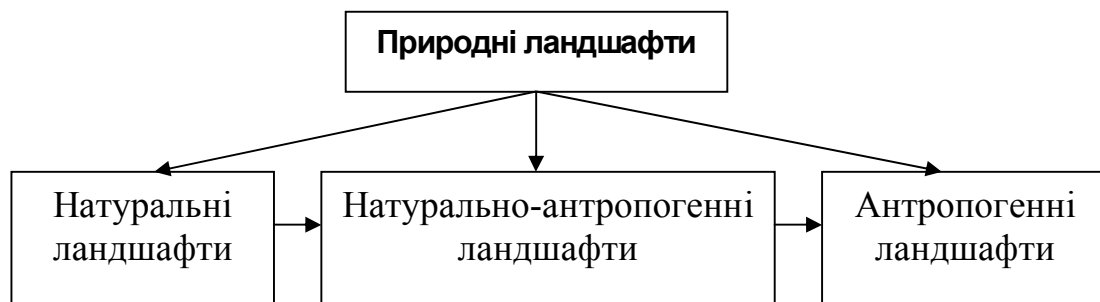 Природні ландшафти
Натуральні
ландшафти
Натурально-антропогенні
ландшафти
Антропогенні
ландшафти